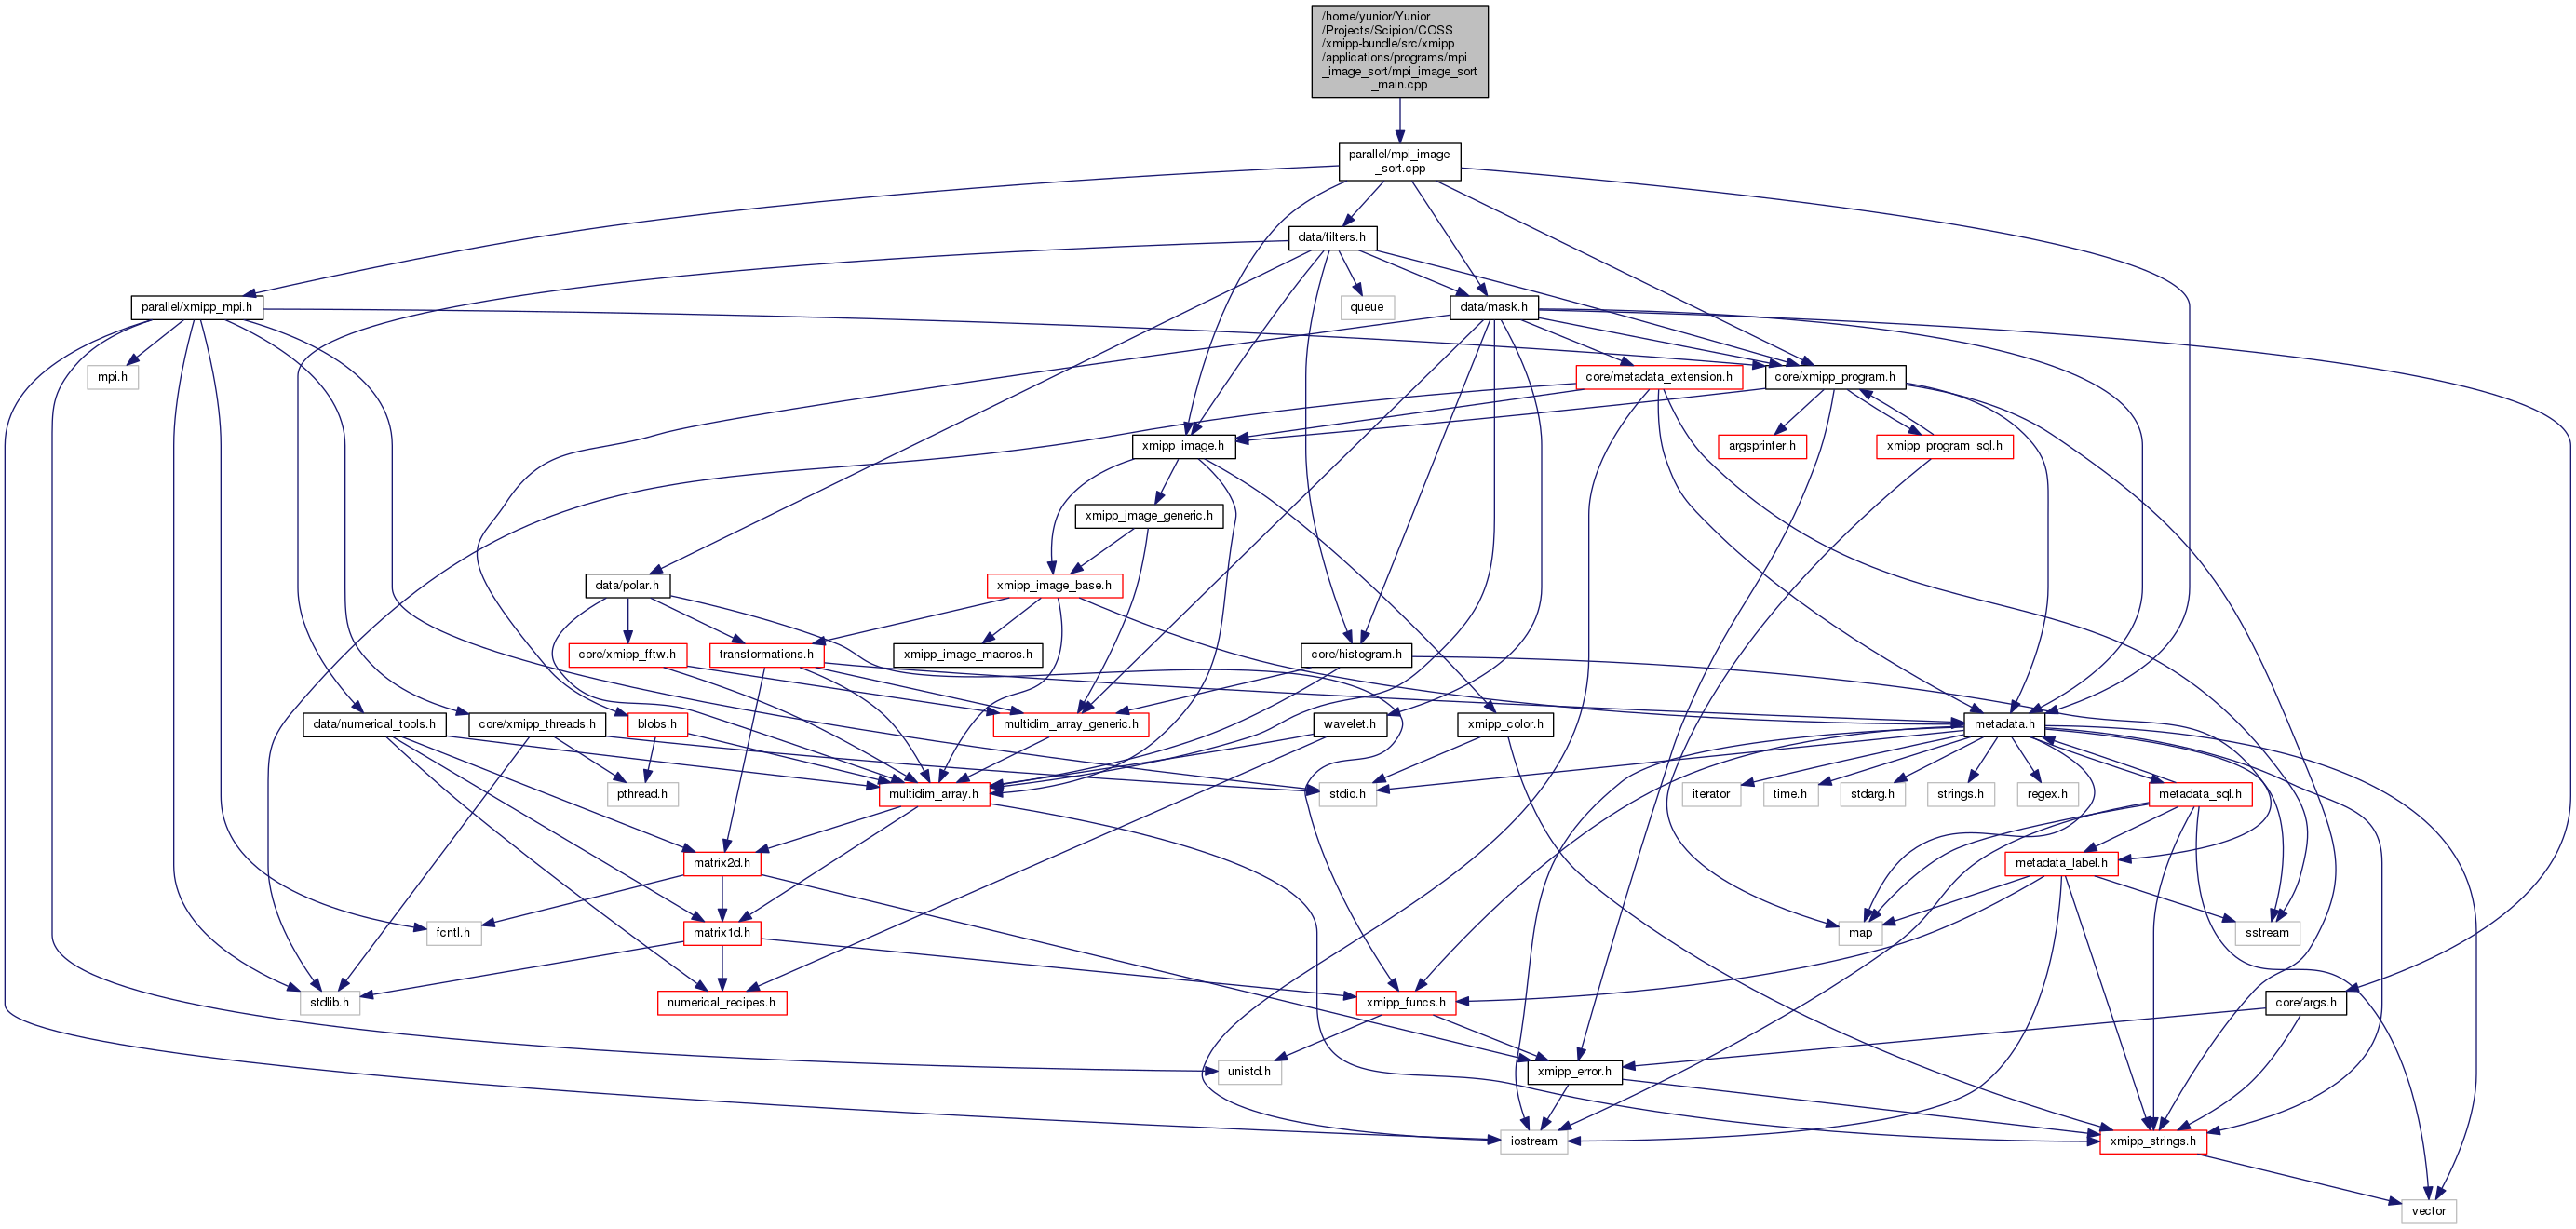 /home/yunior/Yunior
/Projects/Scipion/COSS
/xmipp-bundle/src/xmipp
/applications/programs/mpi
_image_sort/mpi_image_sort
_main.cpp
parallel/mpi_image
_sort.cpp
data/filters.h
parallel/xmipp_mpi.h
queue
data/mask.h
mpi.h
core/metadata_extension.h
core/xmipp_program.h
xmipp_image.h
argsprinter.h
xmipp_program_sql.h
xmipp_image_generic.h
data/polar.h
xmipp_image_base.h
core/xmipp_fftw.h
transformations.h
xmipp_image_macros.h
core/histogram.h
data/numerical_tools.h
core/xmipp_threads.h
blobs.h
multidim_array_generic.h
wavelet.h
xmipp_color.h
metadata.h
pthread.h
multidim_array.h
stdio.h
iterator
time.h
stdarg.h
strings.h
regex.h
metadata_sql.h
matrix2d.h
metadata_label.h
fcntl.h
matrix1d.h
map
sstream
stdlib.h
numerical_recipes.h
xmipp_funcs.h
core/args.h
unistd.h
xmipp_error.h
iostream
xmipp_strings.h
vector